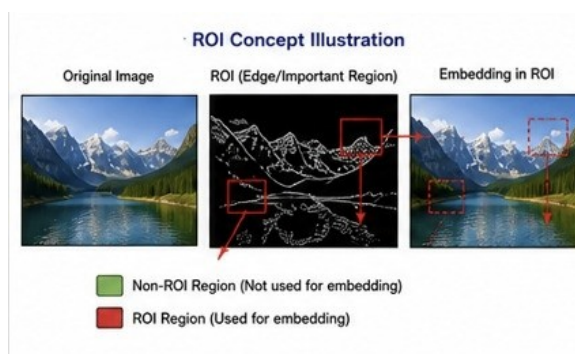 · ROI Concept Illustration
Original Image
ROI (Edge/Important Region)
Embedding in ROI
Non-ROI Region (Not used for embedding)
ROI Region (Used for embedding)